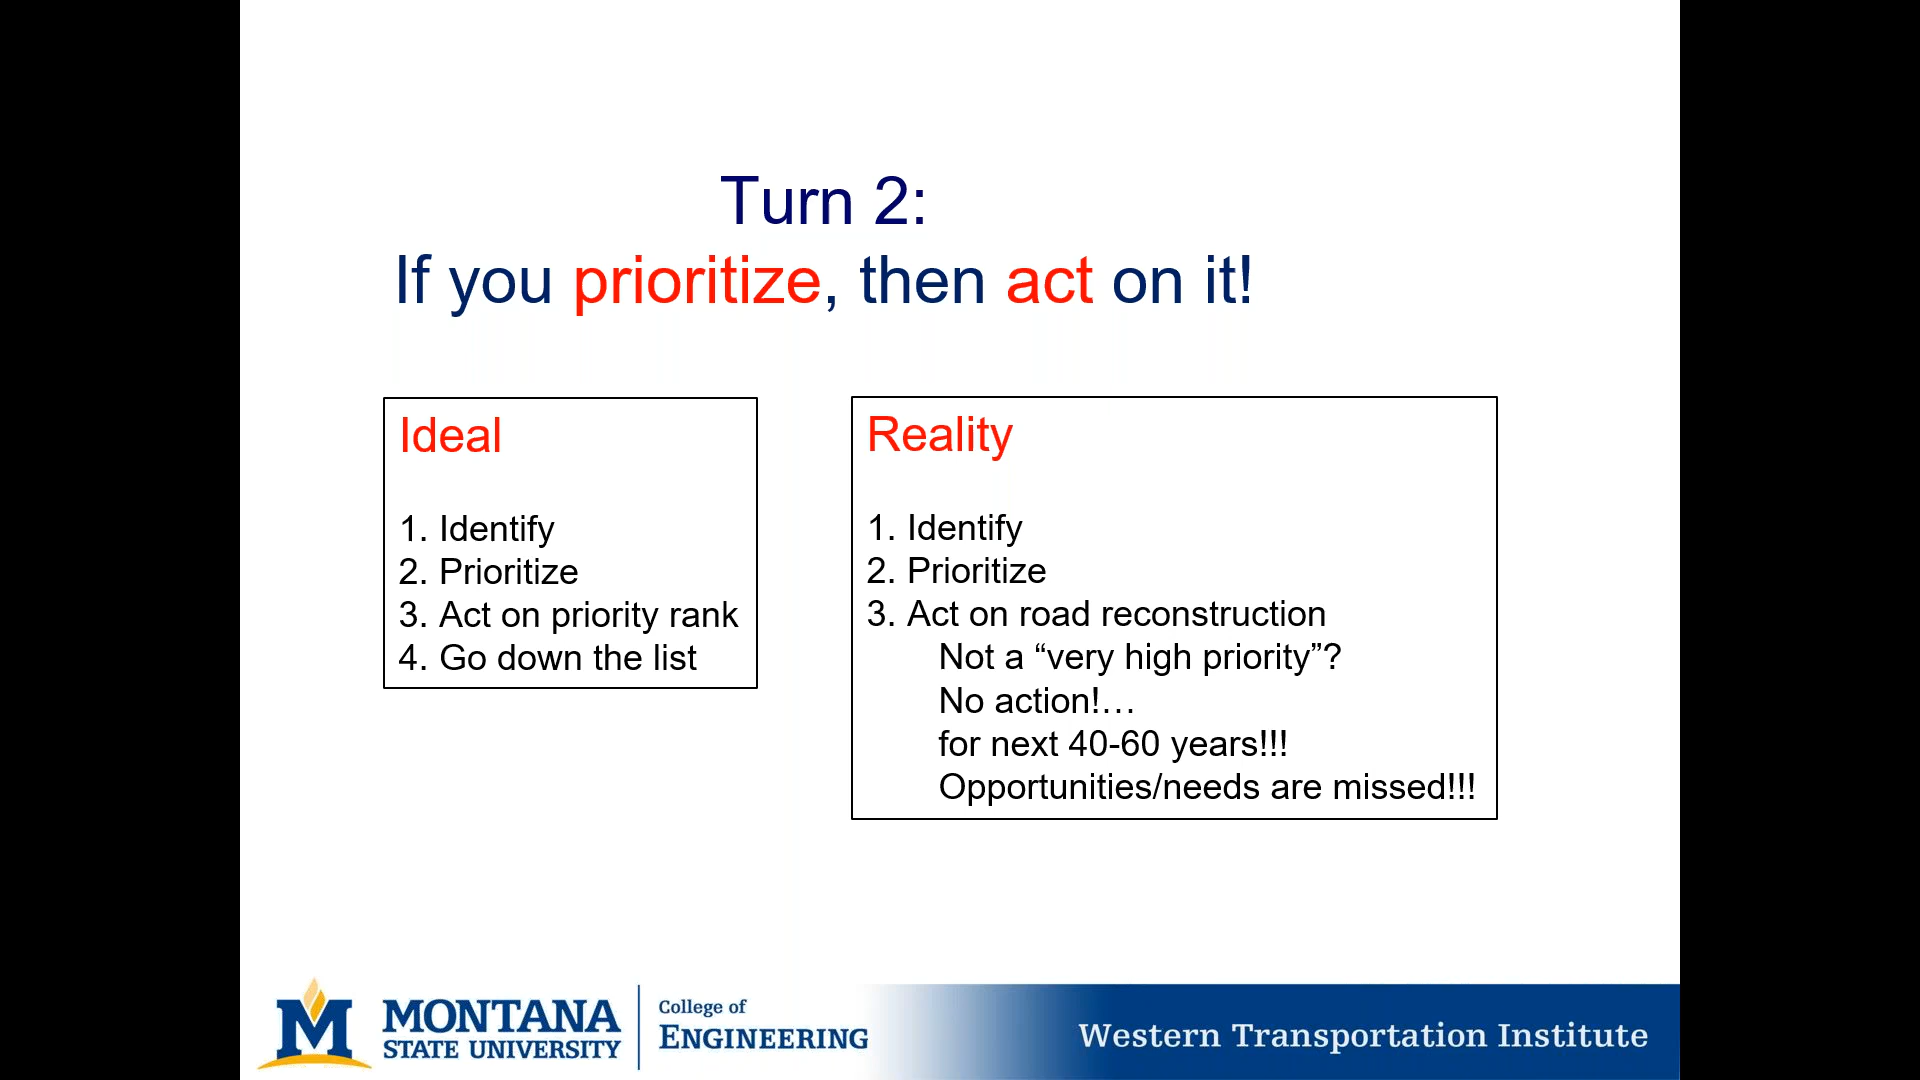 Turn 2:
If you prioritize, then act on it!
Ideal
1. Identify
2. Prioritize
3. Act on priority rank
4. Go down the list
Reality
1. Identify
2. Prioritize
3. Act on road reconstruction
Not a “very high priority”?
No action!…
for next 40-60 years!!!
Opportunities/needs are missed!!!
M
MONTANA
STATE UNIVERSITY
College of
ENGINEERING
Western Transportation Institute